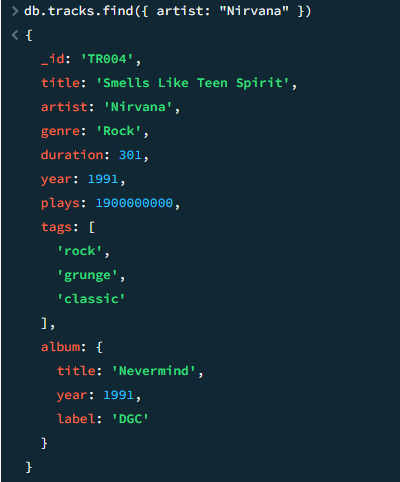 > db.tracks.find({ artist: "Nirvana" })
< {
_id: 'TR004',
title: 'Smells Like Teen Spirit',
artist: 'Nirvana',
genre: 'Rock',
duration: 301,
year: 1991,
plays: 1900000000,
tags: [
'rock',
'grunge',
'classic'
],
album: {
title: 'Nevermind',
year: 1991,
label: 'DGC'
}
}